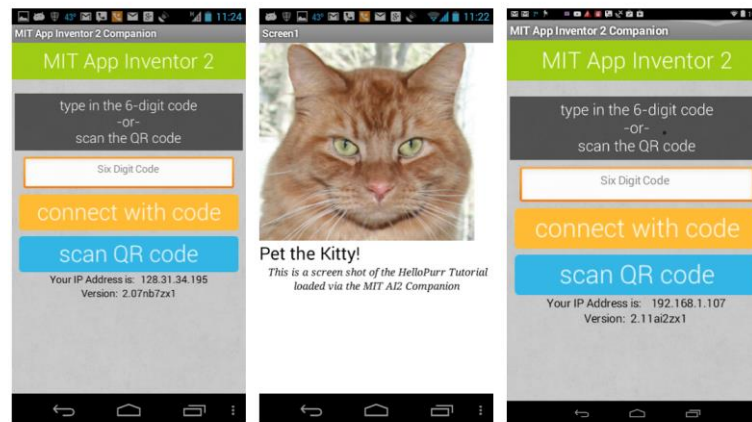 11:24
MIT App Inventor 2 Companion
MIT App Inventor 2
type in the 6-digit code
-or-
scan the QR code
Six Digit Code
connect with code
scan QR code
Your IP Address is: 128.31.34.195
Version: 2.07nb7zx1
43° 11:22
Screen1
Pet the Kitty!
This is a screen shot of the HelloPurr Tutorial
loaded via the MIT AI2 Companion
MIT App Inventor 2 Companion
MIT App Inventor 2
type in the 6-digit code
-or-
scan the QR code
Six Digit Code
connect with code
scan QR code
Your IP Address is: 192.168.1.107
Version: 2.11ai2zx1